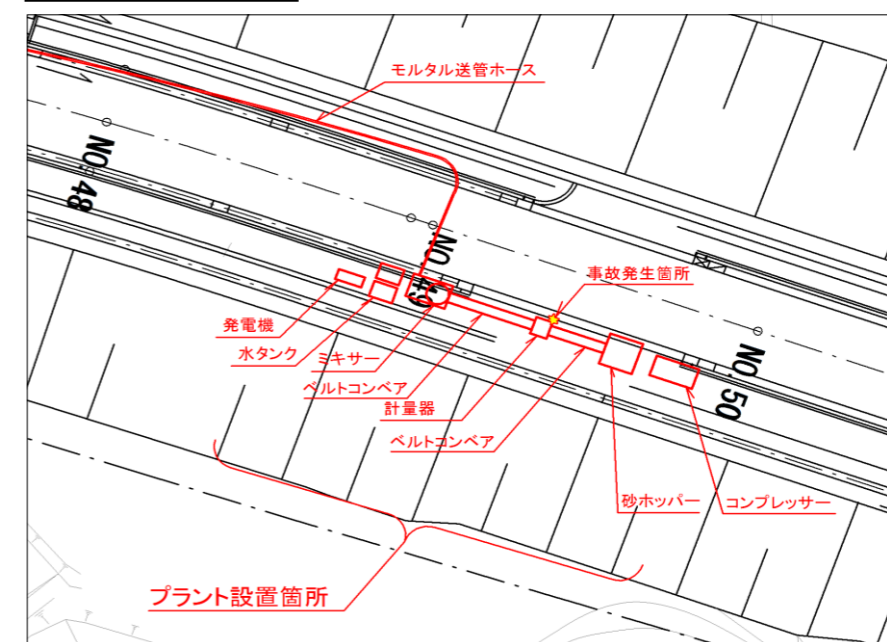 モルタル送管ホース
NO. 48
NO. 49
事故発生箇所
発電機
水タンク
ミキサー
ベルトコンベア
計量器
ベルトコンベア
NO. 50
砂ホッパー
コンプレッサー
プラント設置箇所